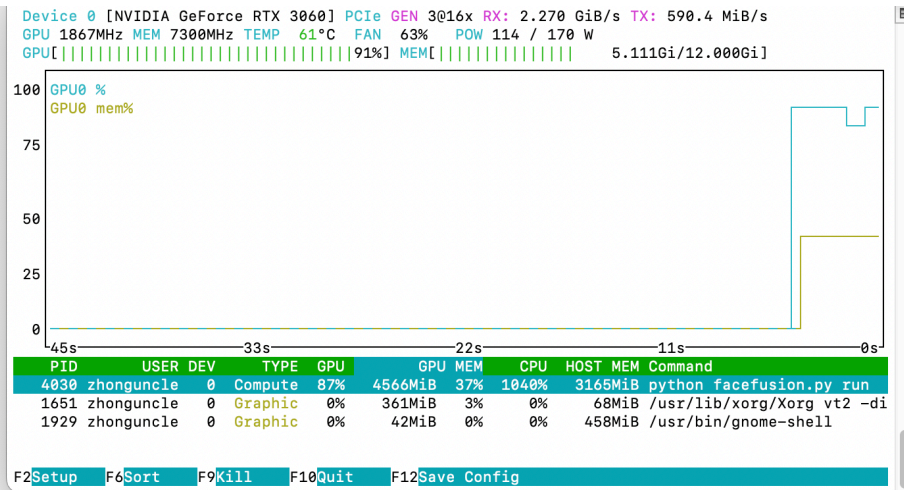 Device 0 [NVIDIA GeForce RTX 3060] PCIe GEN 3@16x RX: 2.270 GiB/s TX: 590.4 MiB/s
GPU 1867MHz MEM 7300MHz TEMP 61°C FAN 63% POW 114 / 170 W
GPU[||||||||||||||||||||||||||||||||||||91%] MEM[||||||||||||||| 5.111Gi/12.000Gi]
100 GPU0 %
GPU0 mem%
75
50
25
0
45s 33s 22s 11s 0s
PID USER DEV TYPE GPU GPU MEM CPU HOST MEM Command
4030 zhonguncle 0 Compute 87% 4566MiB 37% 1040% 3165MiB python facefusion.py run
1651 zhonguncle 0 Graphic 0% 361MiB 3% 0% 68MiB /usr/lib/xorg/Xorg vt2 -di
1929 zhonguncle 0 Graphic 0% 42MiB 0% 0% 458MiB /usr/bin/gnome-shell
F2Setup F6Sort F9Kill F10Quit F12Save Config